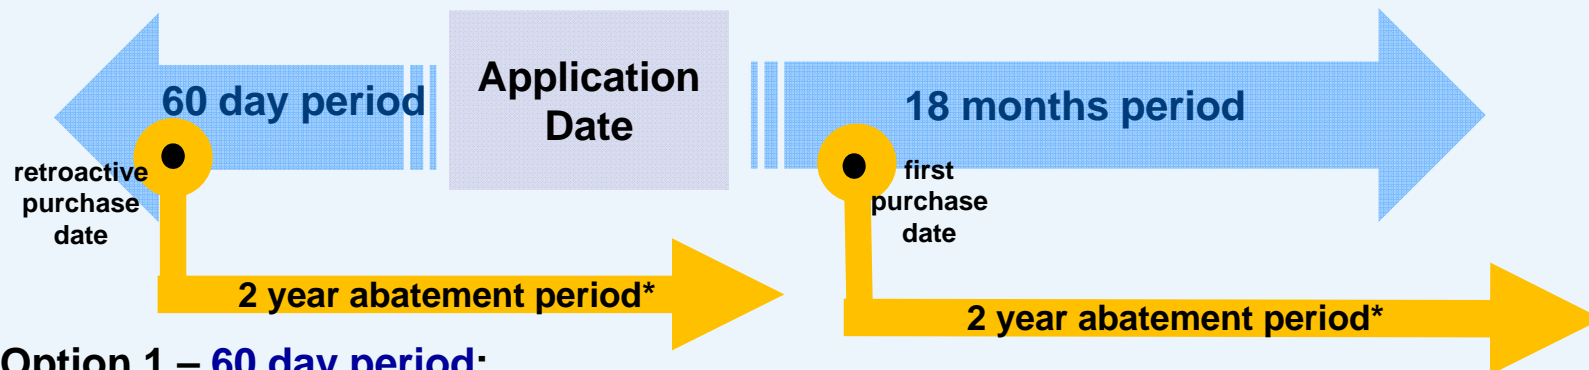 60 day period
Application
Date
18 months period
retroactive
purchase
date
first
purchase
date
2 year abatement period*
2 year abatement period*
Option 1 – 60 day period: